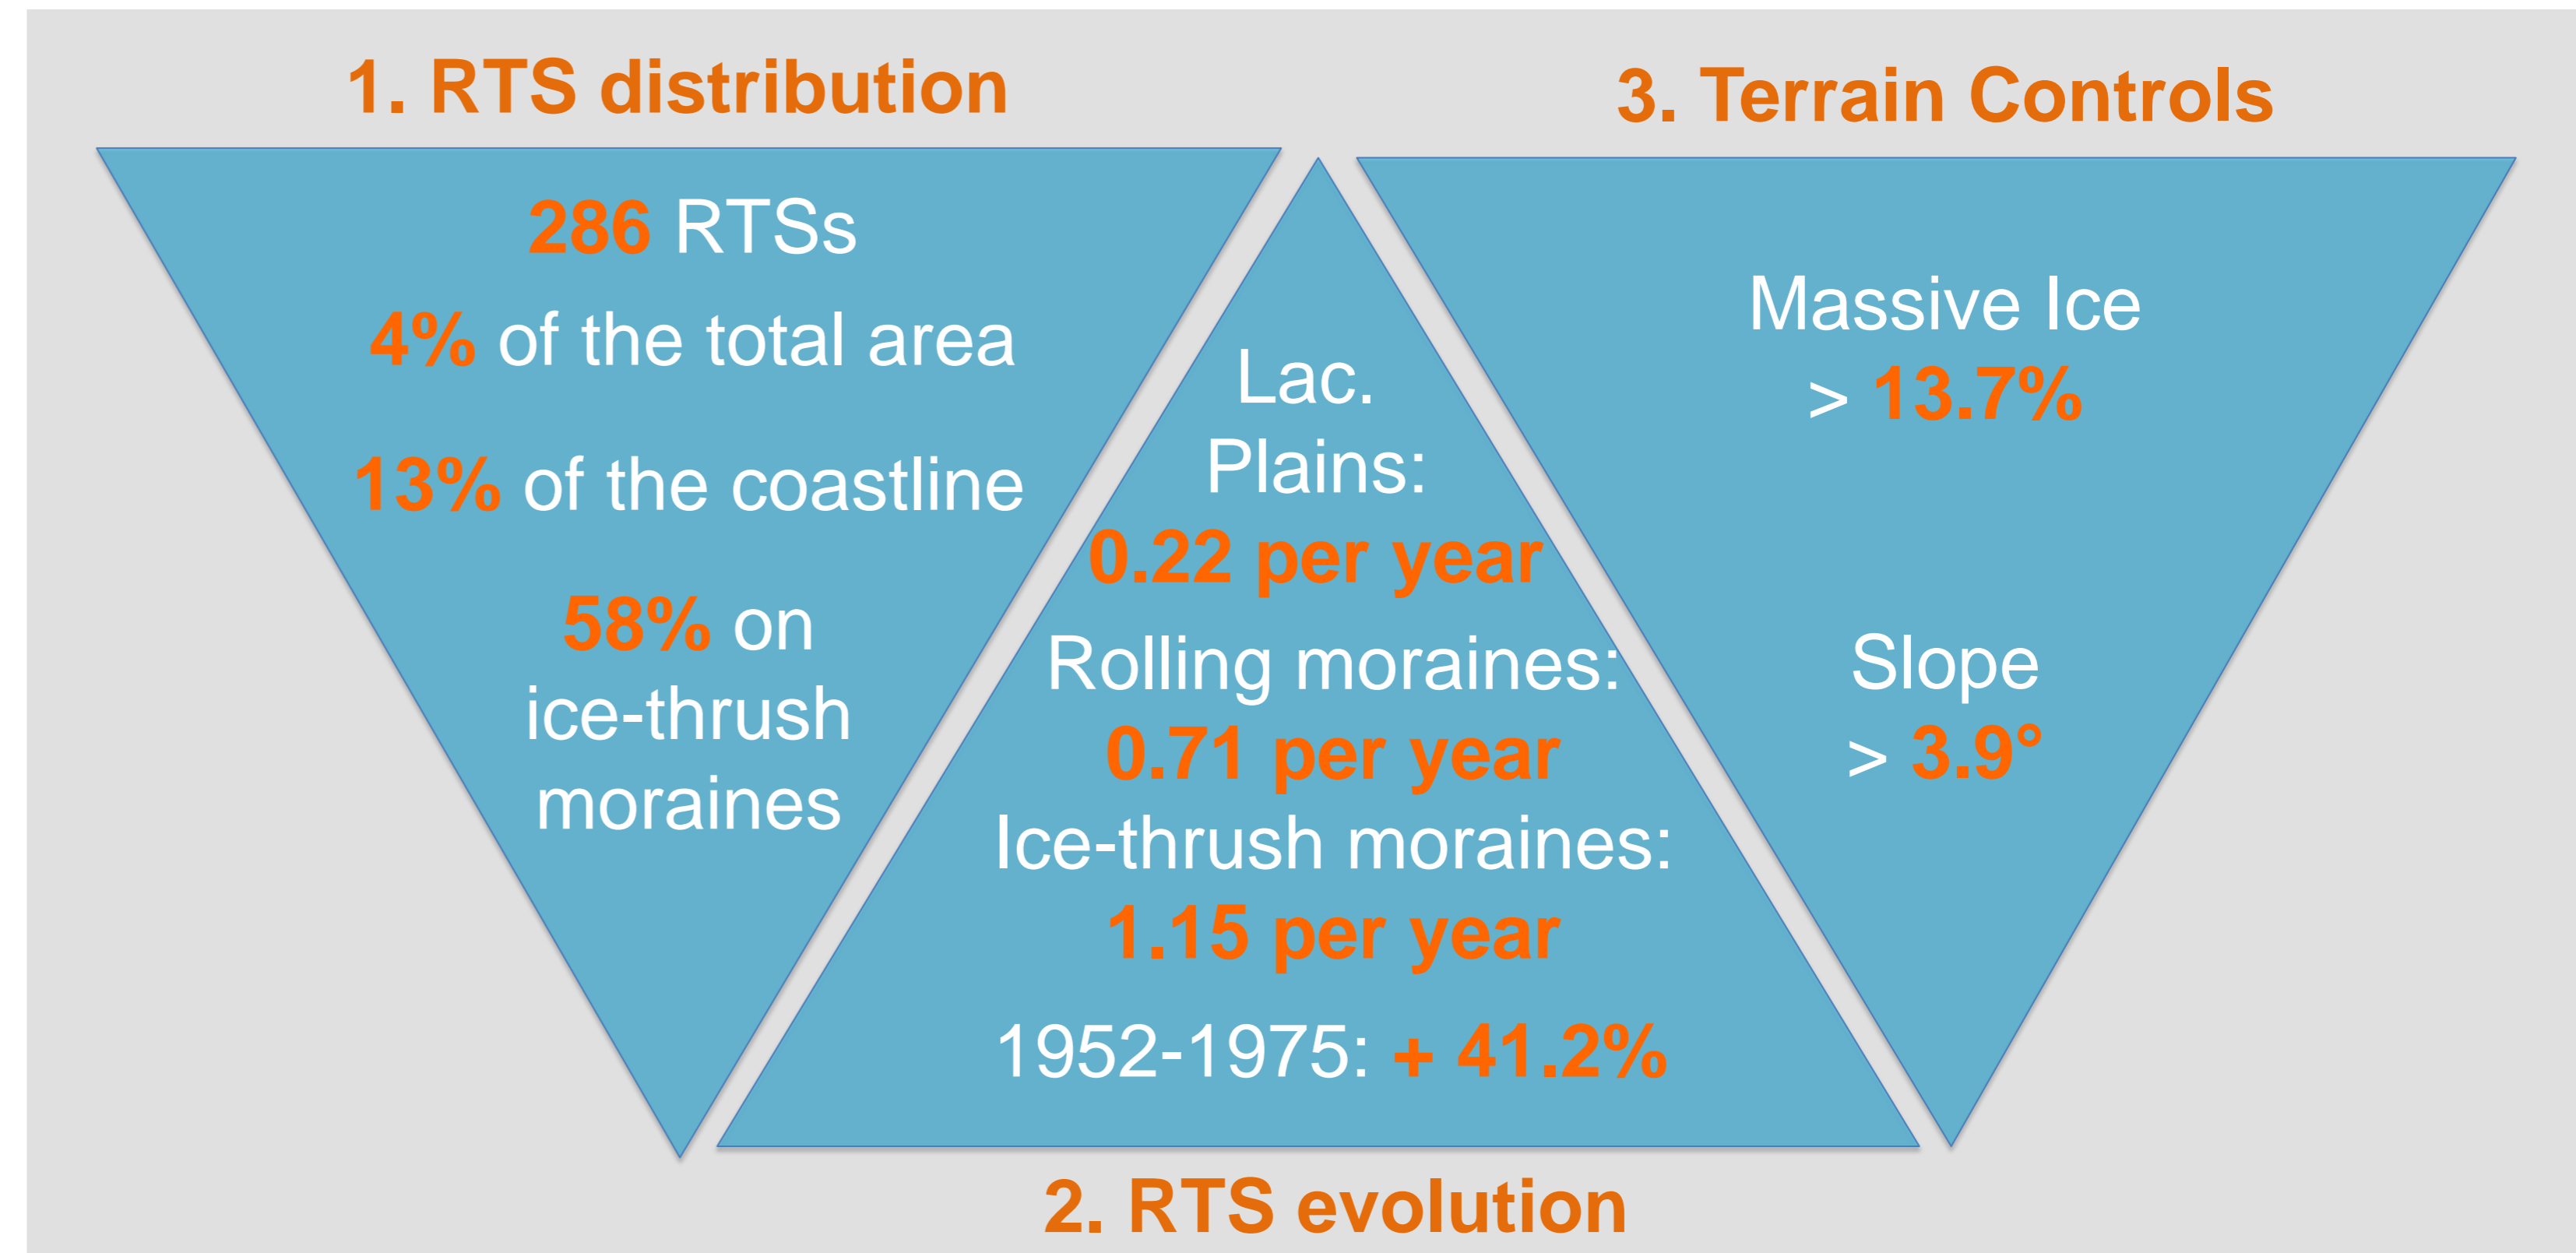 1. RTS distribution
286 RTSs
4% of the total area
13% of the coastline
58% on
ice-thrush
moraines
Lac.
Plains:
0.22 per year
Rolling moraines:
0.71 per year
Ice-thrush moraines:
1.15 per year
1952-1975: + 41.2%
2. RTS evolution
3. Terrain Controls
Massive Ice
> 13.7%
Slope
> 3.9°